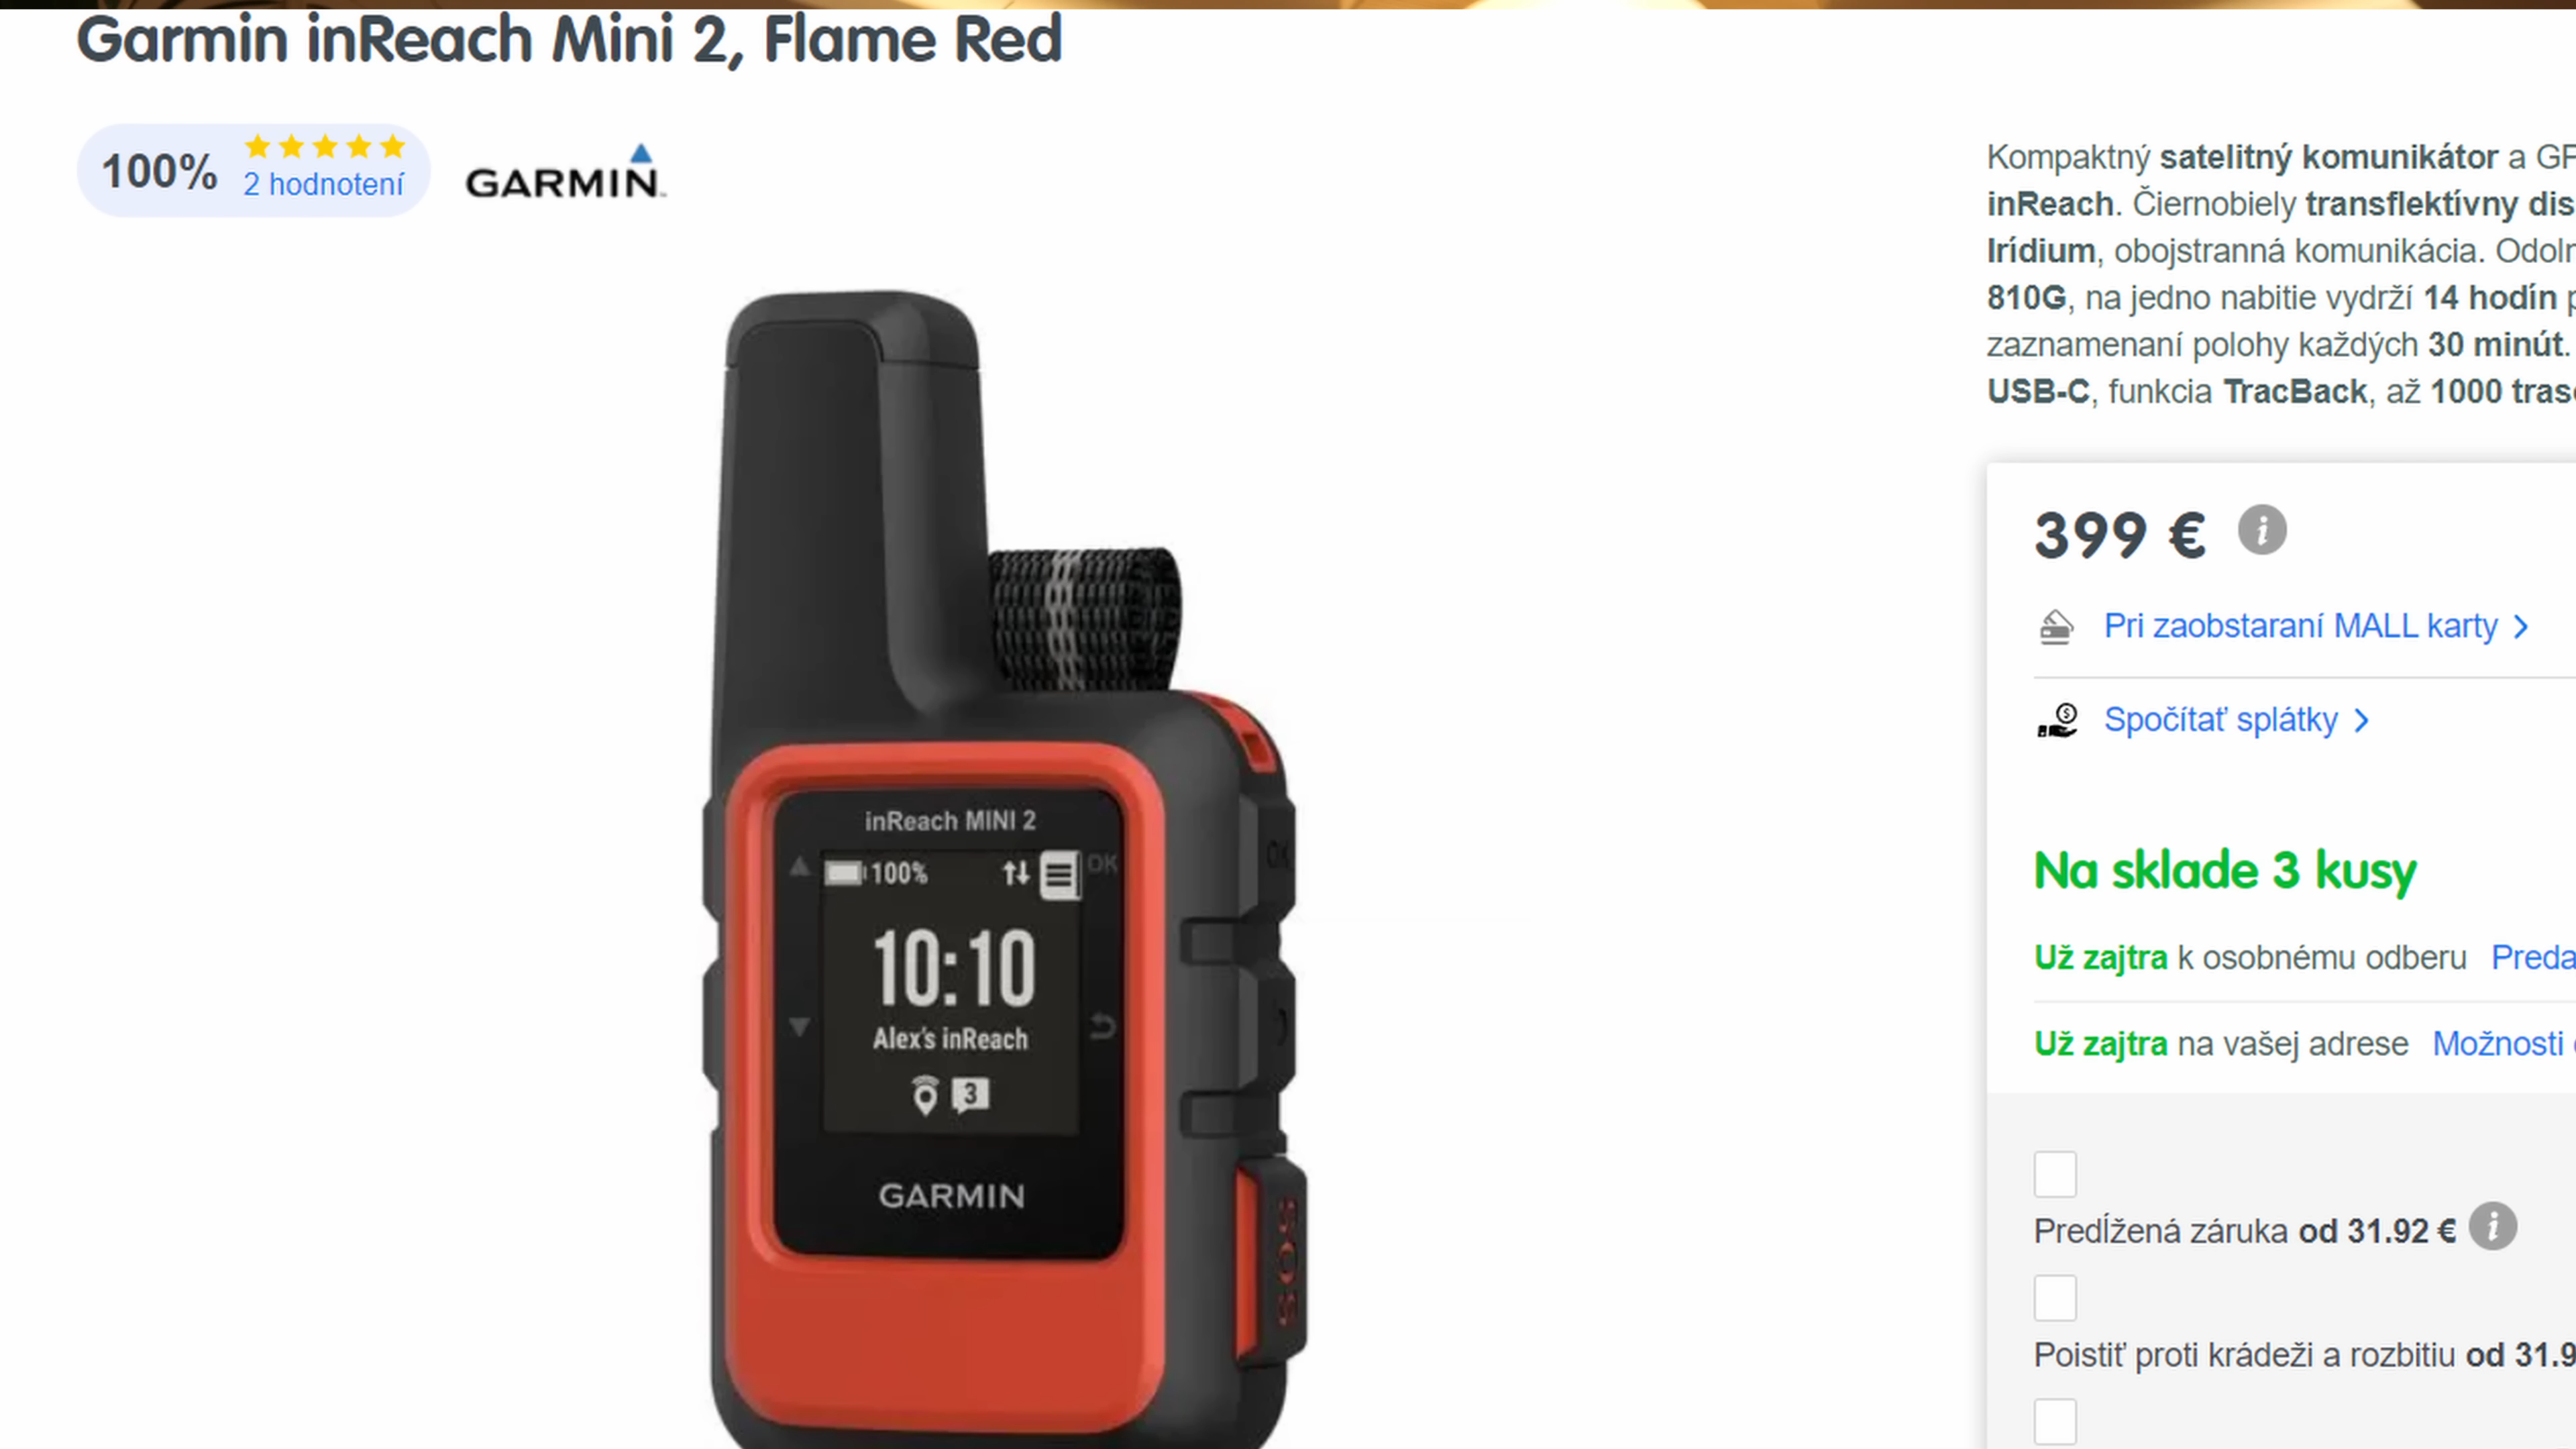 Garmin inReach Mini 2, Flame Red
100%
2 hodnotení
GARMIN
Kompaktný satelitný komunikátor a
inReach. Čiernobiely transflektívny
Irídium, obojstranná komunikácia.
810G, na jedno nabitie vydrží 14 hodín
zaznamenaní polohy každých 30 minút.
USB-C, funkcia TracBack, až 1000
399 €
Pri zaobstaraní MALL karty
Spočítať splátky
Na sklade 3 kusy
Už zajtra k osobnému odberu
Už zajtra na vašej adrese Možnosti
Predĺžená záruka od 31.92 €
Poistiť proti krádeži a rozbitiu od
inReach MINI 2
100%
OK
10:10
Alex's inReach
3
GARMIN
SOS